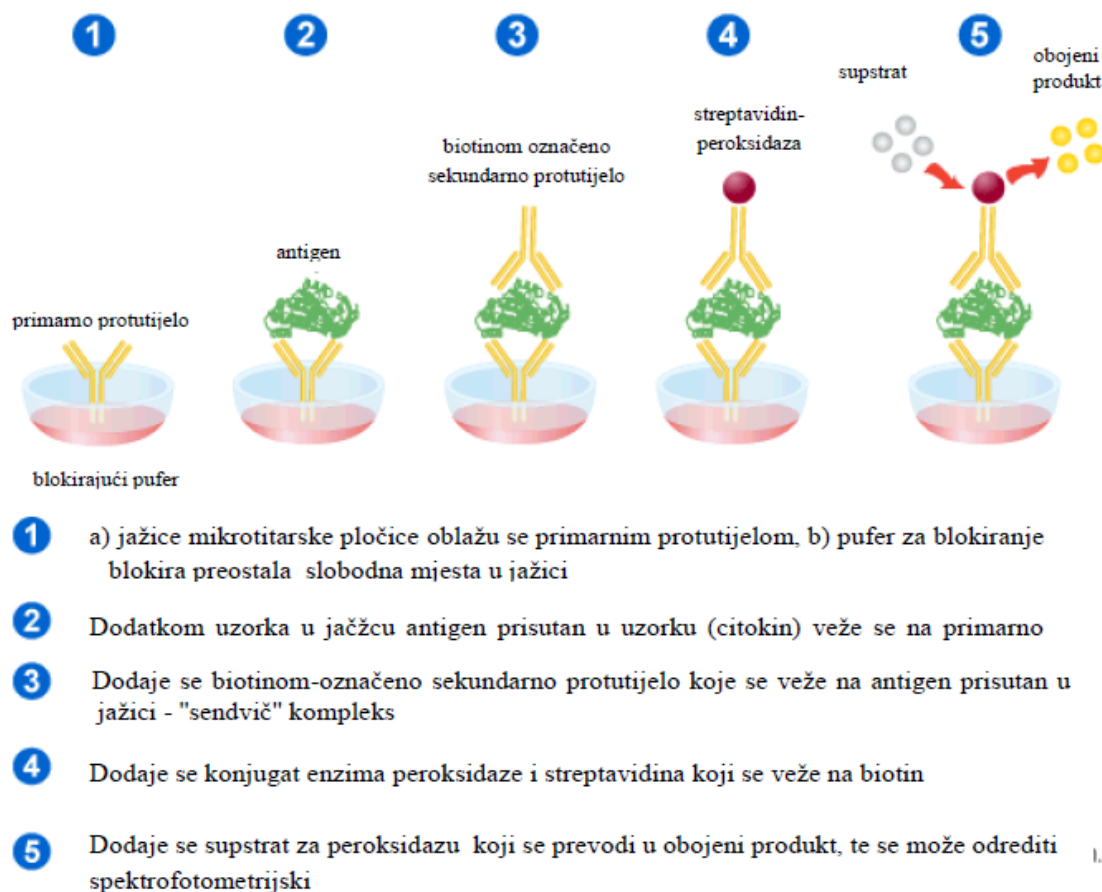 1 2 3 4 5
supstrat
obojeni
produkt
streptavidin-
peroksidaza
biotinom označeno
sekundarno protutijelo
antigen
primarno protutijelo
blokirajući pufer
1 a) jažice mikrotitarske pločice oblažu se primarnim protutijelom, b) pufer za blokiranje
blokira preostala slobodna mjesta u jažici
2 Dodatkom uzorka u jačžcu antigen prisutan u uzorku (citokin) veže se na primarno
3 Dodaje se biotinom-označeno sekundarno protutijelo koje se veže na antigen prisutan u
jažici - "sendvič" kompleks
4 Dodaje se konjugat enzima peroksidaze i streptavidina koji se veže na biotin
5 Dodaje se supstrat za peroksidazu koji se prevodi u obojeni produkt, te se može odrediti
spektrofotometrijski